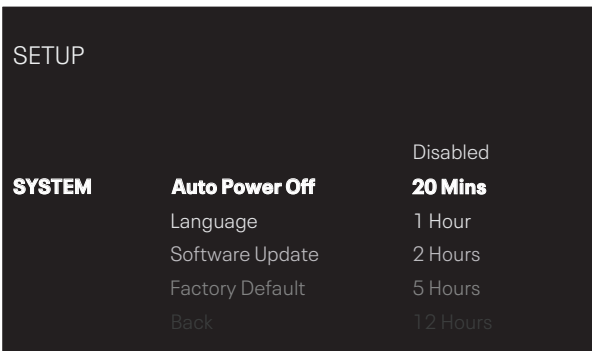 SETUP
Disabled
SYSTEM Auto Power Off 20 Mins
Language 1 Hour
Software Update 2 Hours
Factory Default 5 Hours
Back 12 Hours